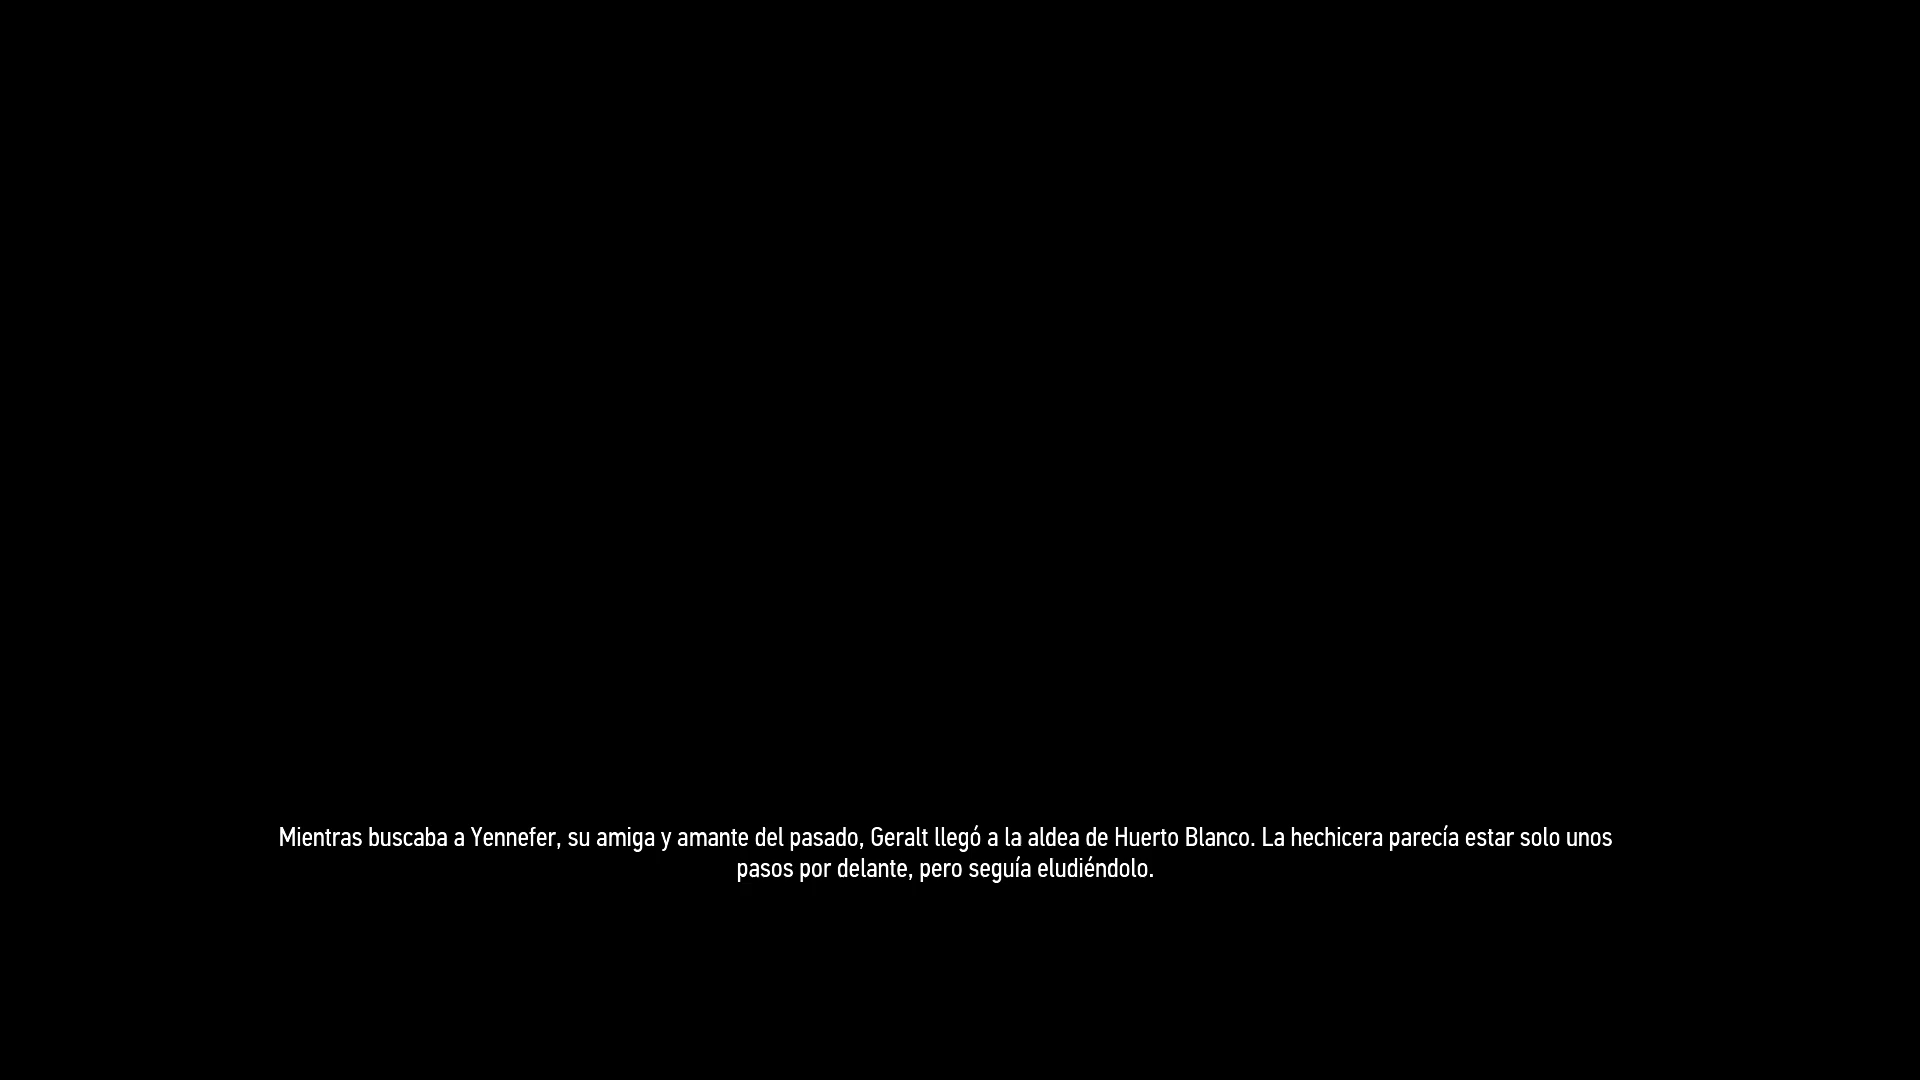 Mientras buscaba a Yennefer, su amiga y amante del pasado, Geralt llegó a la aldea de Huerto Blanco. La hechicera parecía estar solo unos
pasos por delante, pero seguía eludiéndolo.